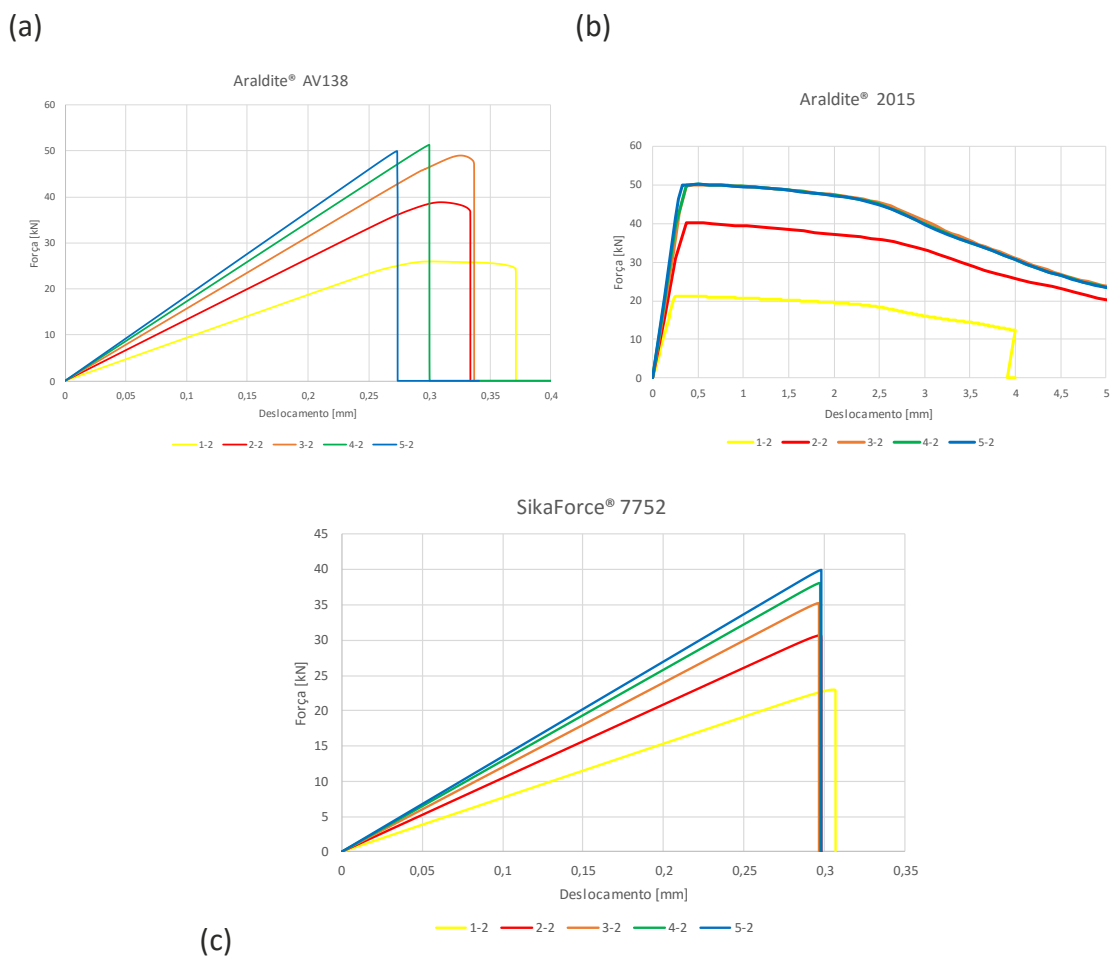 (a)
(b)
Araldite® AV138
60
50
40
30
20
10
0
Força [kN]
0 0,05 0,1 0,15 0,2 0,25 0,3 0,35 0,4
Deslocamento [mm]
1-2 2-2 3-2 4-2 5-2
Araldite® 2015
60
50
40
30
20
10
0
Força [kN]
0 0,5 1 1,5 2 2,5 3 3,5 4 4,5 5
Deslocamento [mm]
1-2 2-2 3-2 4-2 5-2
SikaForce® 7752
45
40
35
30
25
20
15
10
5
0
Força [kN]
0 0,05 0,1 0,15 0,2 0,25 0,3 0,35
Deslocamento [mm]
1-2 2-2 3-2 4-2 5-2
(c)